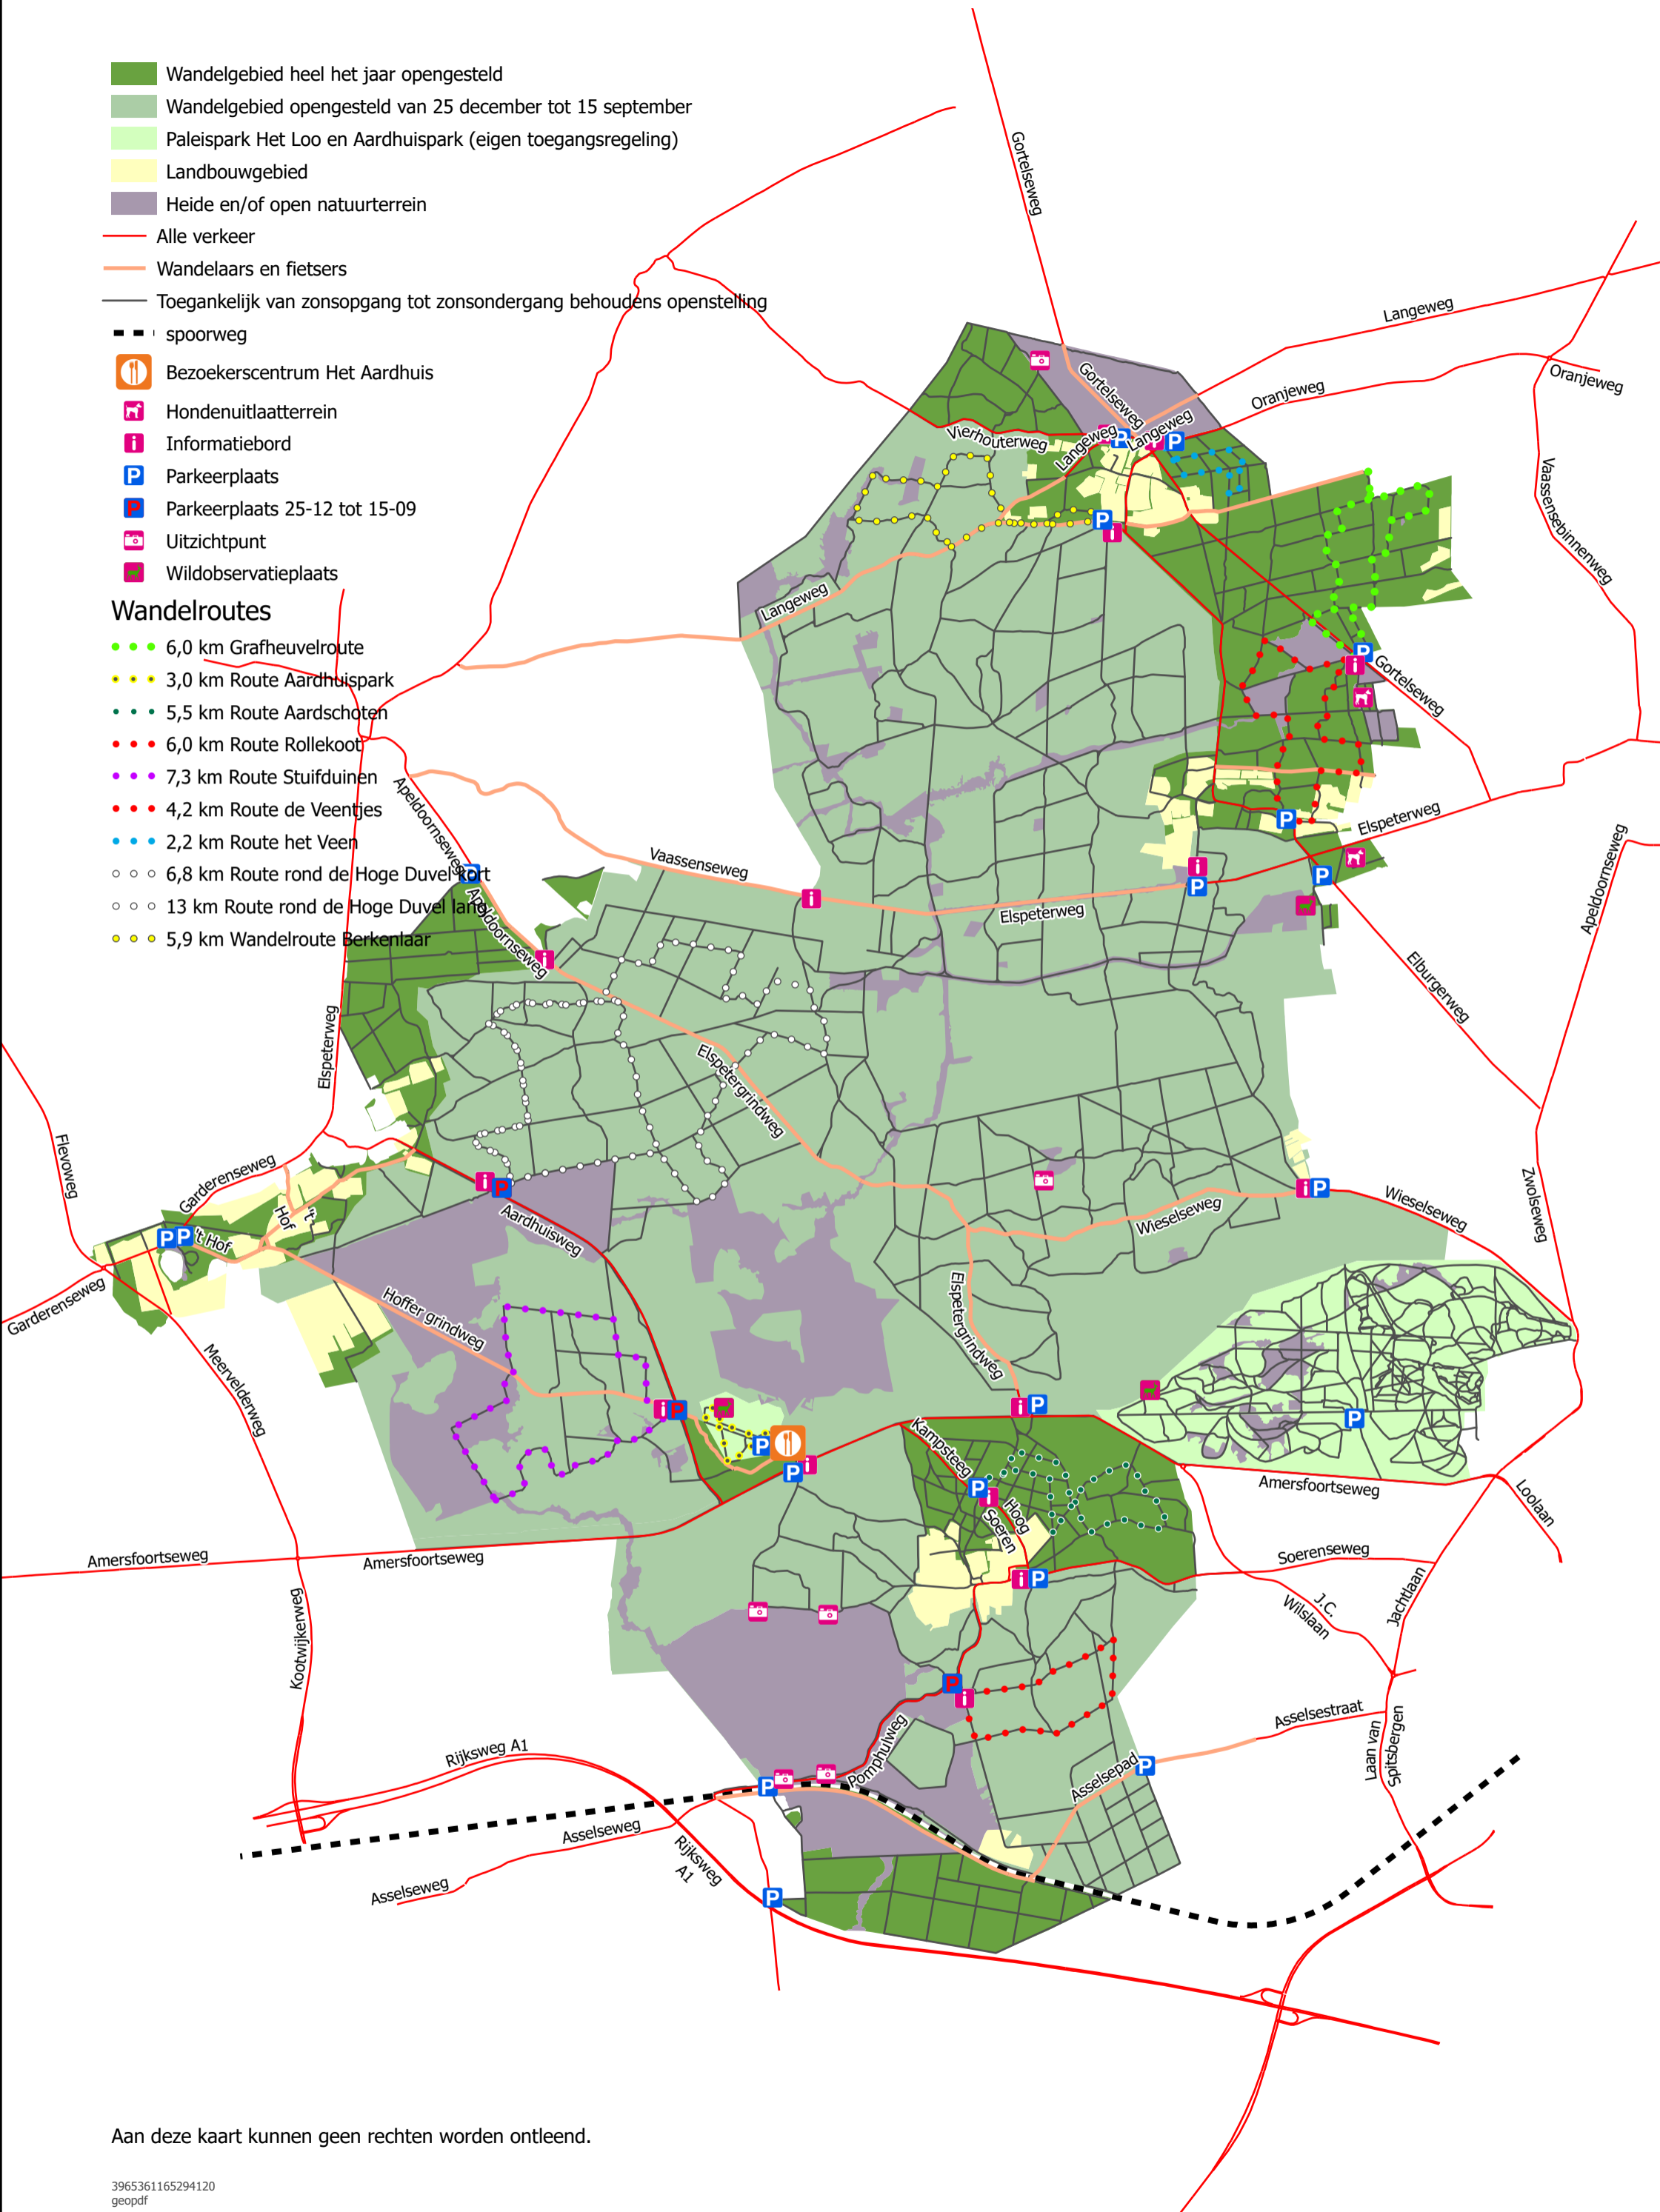 Wandelgebied heel het jaar opengesteld
Wandelgebied opengesteld van 25 december tot 15 september
Paleispark Het Loo en Aardhuispark (eigen toegangsregeling)
Landbouwgebied
Heide en/of open natuurterrein
Alle verkeer
Wandelaars en fietsers
Toegankelijk van zonsopgang tot zonsondergang behoudens openstelling
spoorweg
Bezoekerscentrum Het Aardhuis
Hondenuitlaatterrein
Informatiebord
Parkeerplaats
Parkeerplaats 25-12 tot 15-09
Uitzichtpunt
Wildobservatieplaats
Wandelroutes
6,0 km Grafheuvelroute
3,0 km Route Aardhuispark
5,5 km Route Aardschoten
6,0 km Route Rollekoot
7,3 km Route Stuifduinen
4,2 km Route de Veentjes
2,2 km Route het Veen
6,8 km Route rond de Hoge Duvel kort
13 km Route rond de Hoge Duvel lang
5,9 km Wandelroute Berkenlaar
Gortelseweg
Langeweg
Oranjeweg
Oranjeweg
Gortelseweg
Langeweg
Langeweg
Vierhouterweg
Vaassensebinnenweg
Langeweg
Gortelseweg
Apeldoornseweg
Vaassenseweg
Elspeterweg
Apeldoornseweg
Apeldoornseweg
Elspeterweg
Elburgerweg
Elspeterweg
Elspetergrindweg
Flevoweg
Garderenseweg
't
Hof
't Hof
Aardhuisweg
Wieselseweg
Wieselseweg
Zwolseweg
Garderenseweg
Hoffer grindweg
Elspetergrindweg
Meervelderweg
Kampsteeg
Hoog
Soeren
Amersfoortseweg
Loolaan
Amersfoortseweg
Amersfoortseweg
Soerenseweg
J.C.
Wilslaan
Jachtlaan
Kootwijkerweg
Asselsestraat
Laan van
Spitsbergen
Rijksweg A1
Pomphulweg
Asselsepad
Asselseweg
Rijksweg
A1
Asselseweg
Aan deze kaart kunnen geen rechten worden ontleend.
3965361165294120
geopdf